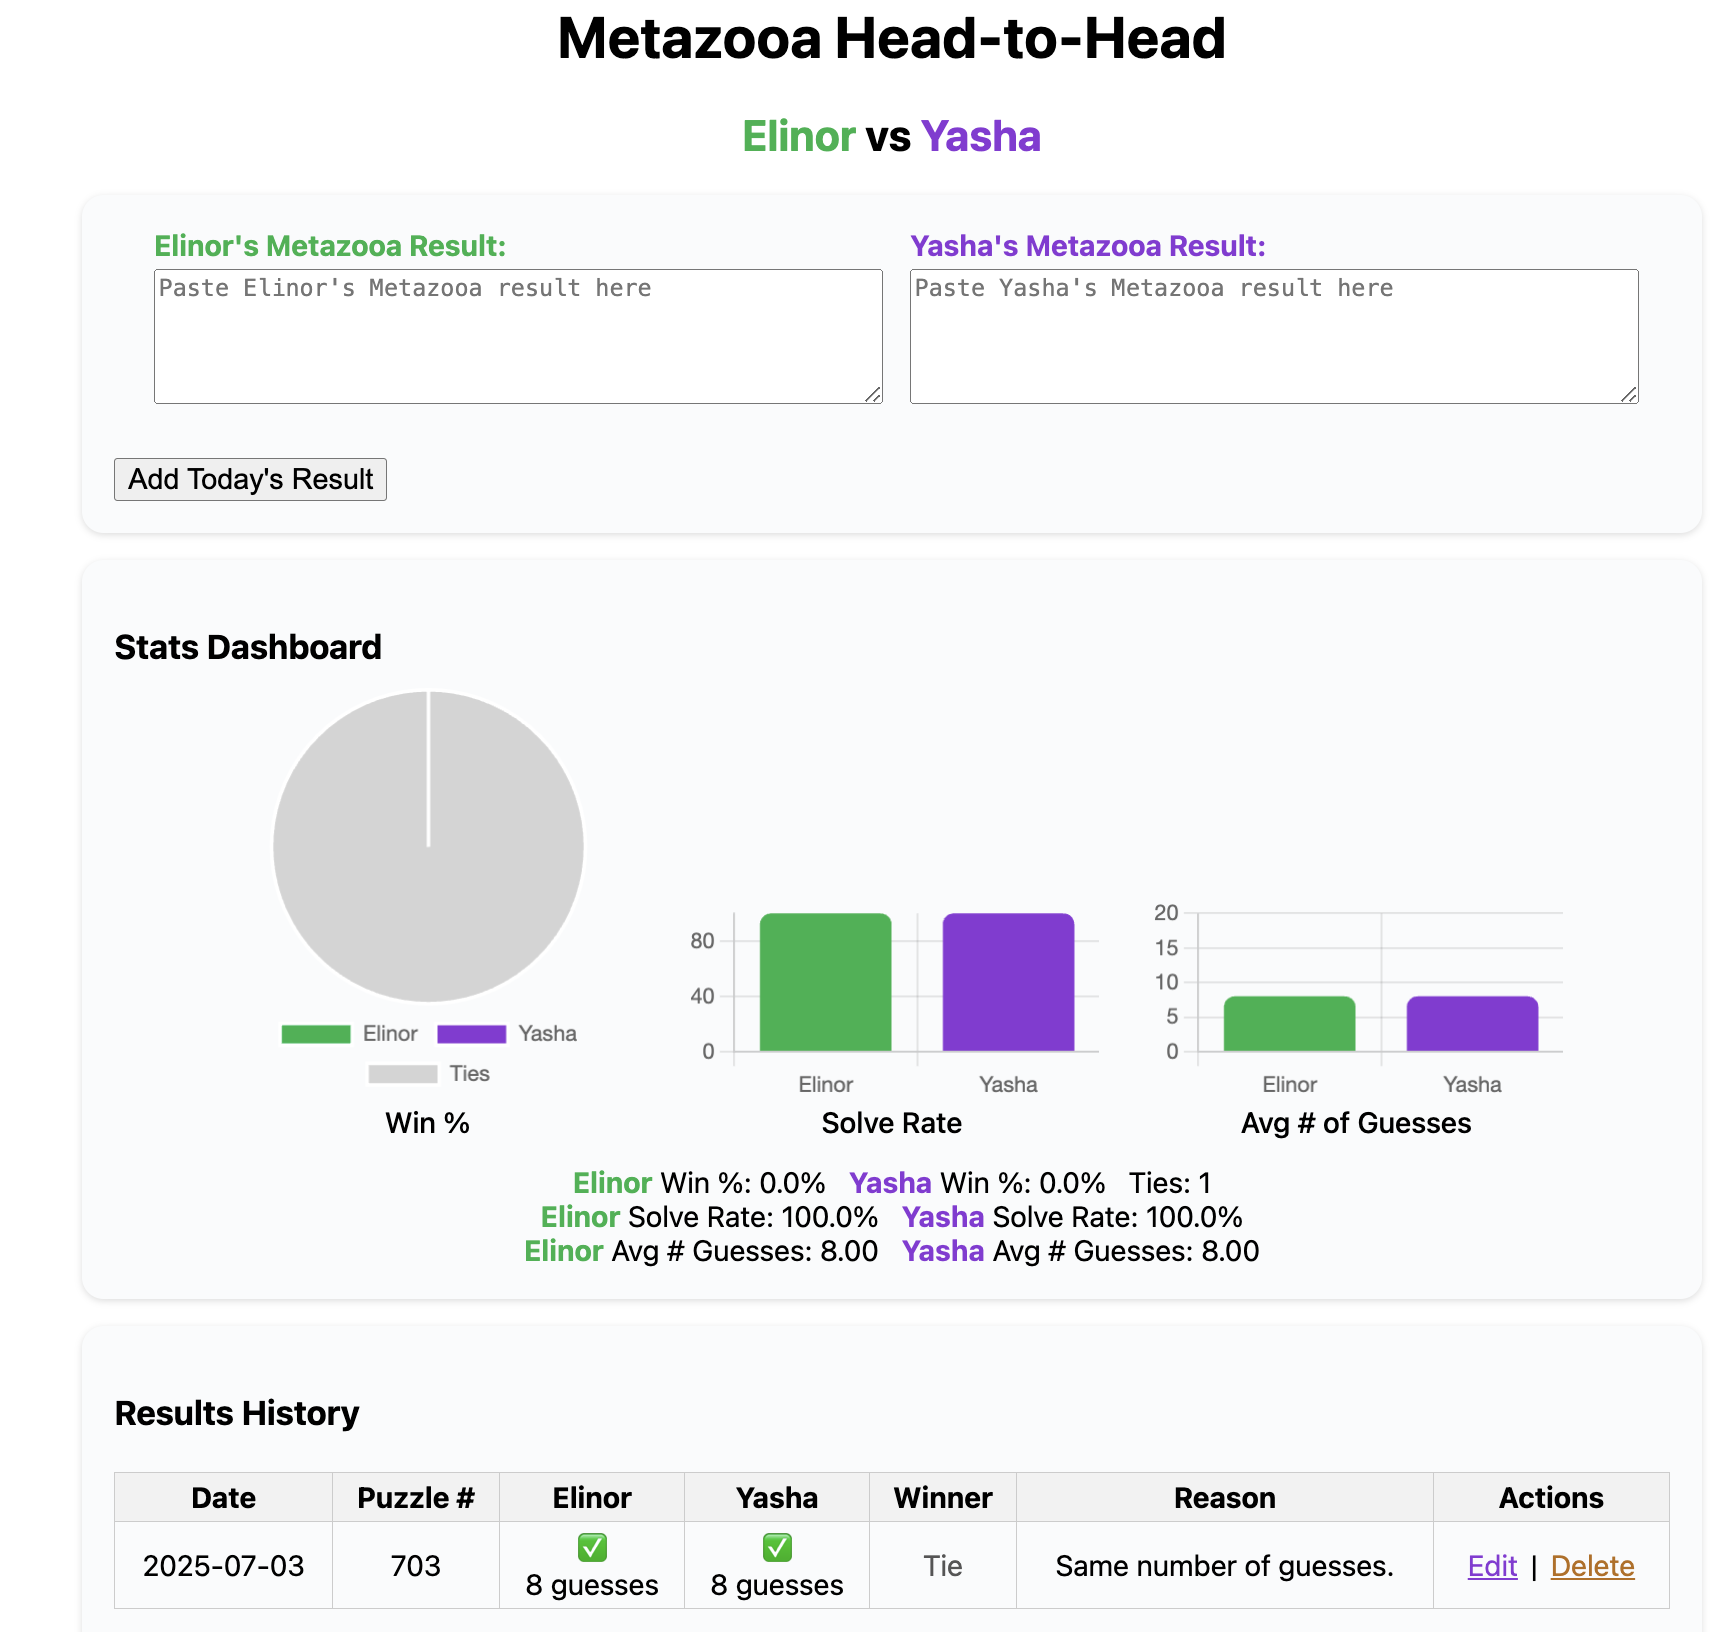 Metazooa Head-to-Head
Elinor vs Yasha
Elinor's Metazooa Result:
Paste Elinor's Metazooa result here
Yasha's Metazooa Result:
Paste Yasha's Metazooa result here
Add Today's Result
Stats Dashboard
Elinor Yasha
Ties
Win %
80
40
0
Elinor Yasha
Solve Rate
20
15
10
5
0
Elinor Yasha
Avg # of Guesses
Elinor Win %: 0.0% Yasha Win %: 0.0% Ties: 1
Elinor Solve Rate: 100.0% Yasha Solve Rate: 100.0%
Elinor Avg # Guesses: 8.00 Yasha Avg # Guesses: 8.00
Results History
Date Puzzle # Elinor Yasha Winner Reason Actions
2025-07-03 703 ✅ 8 guesses ✅ 8 guesses Tie Same number of guesses. Edit | Delete